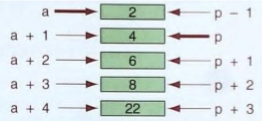 a 2 p - 1
a + 1 4 p
a + 2 6 p + 1
a + 3 8 p + 2
a + 4 22 p + 3